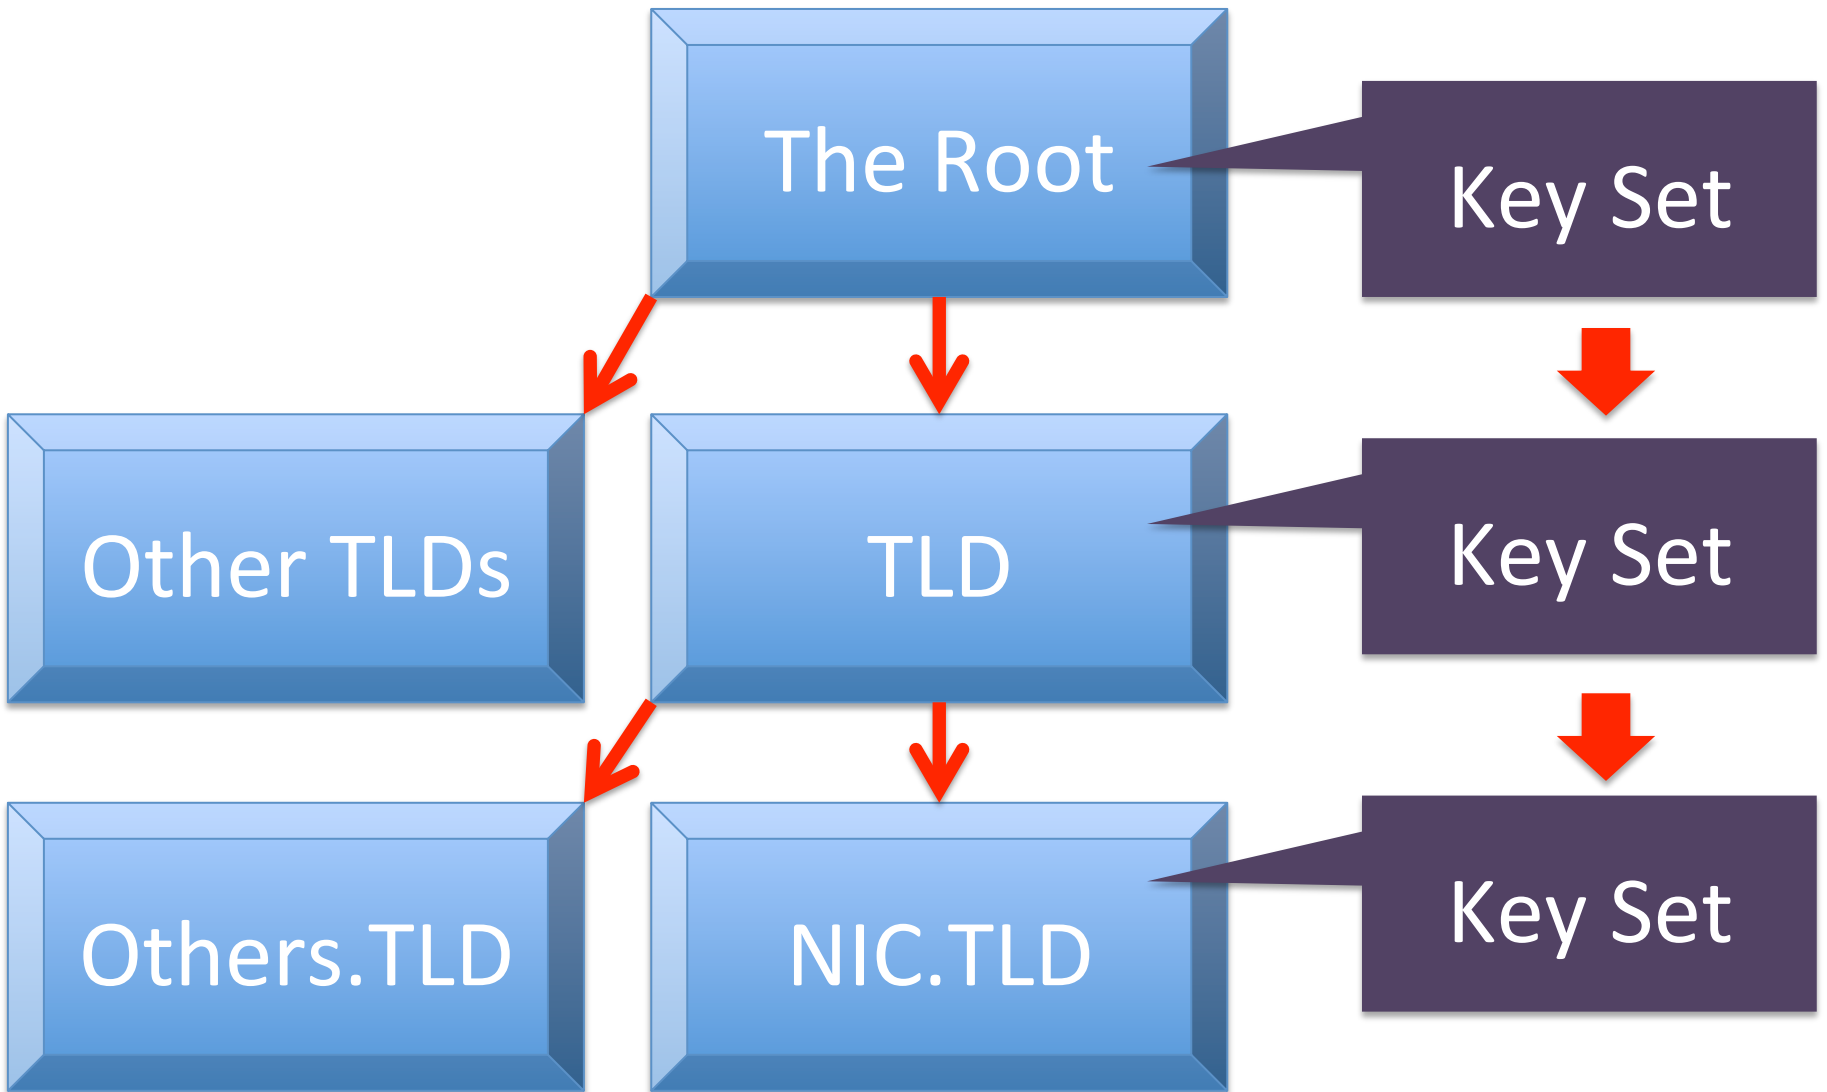 The Root
Key Set
Other TLDs
TLD
Key Set
Others.TLD
NIC.TLD
Key Set